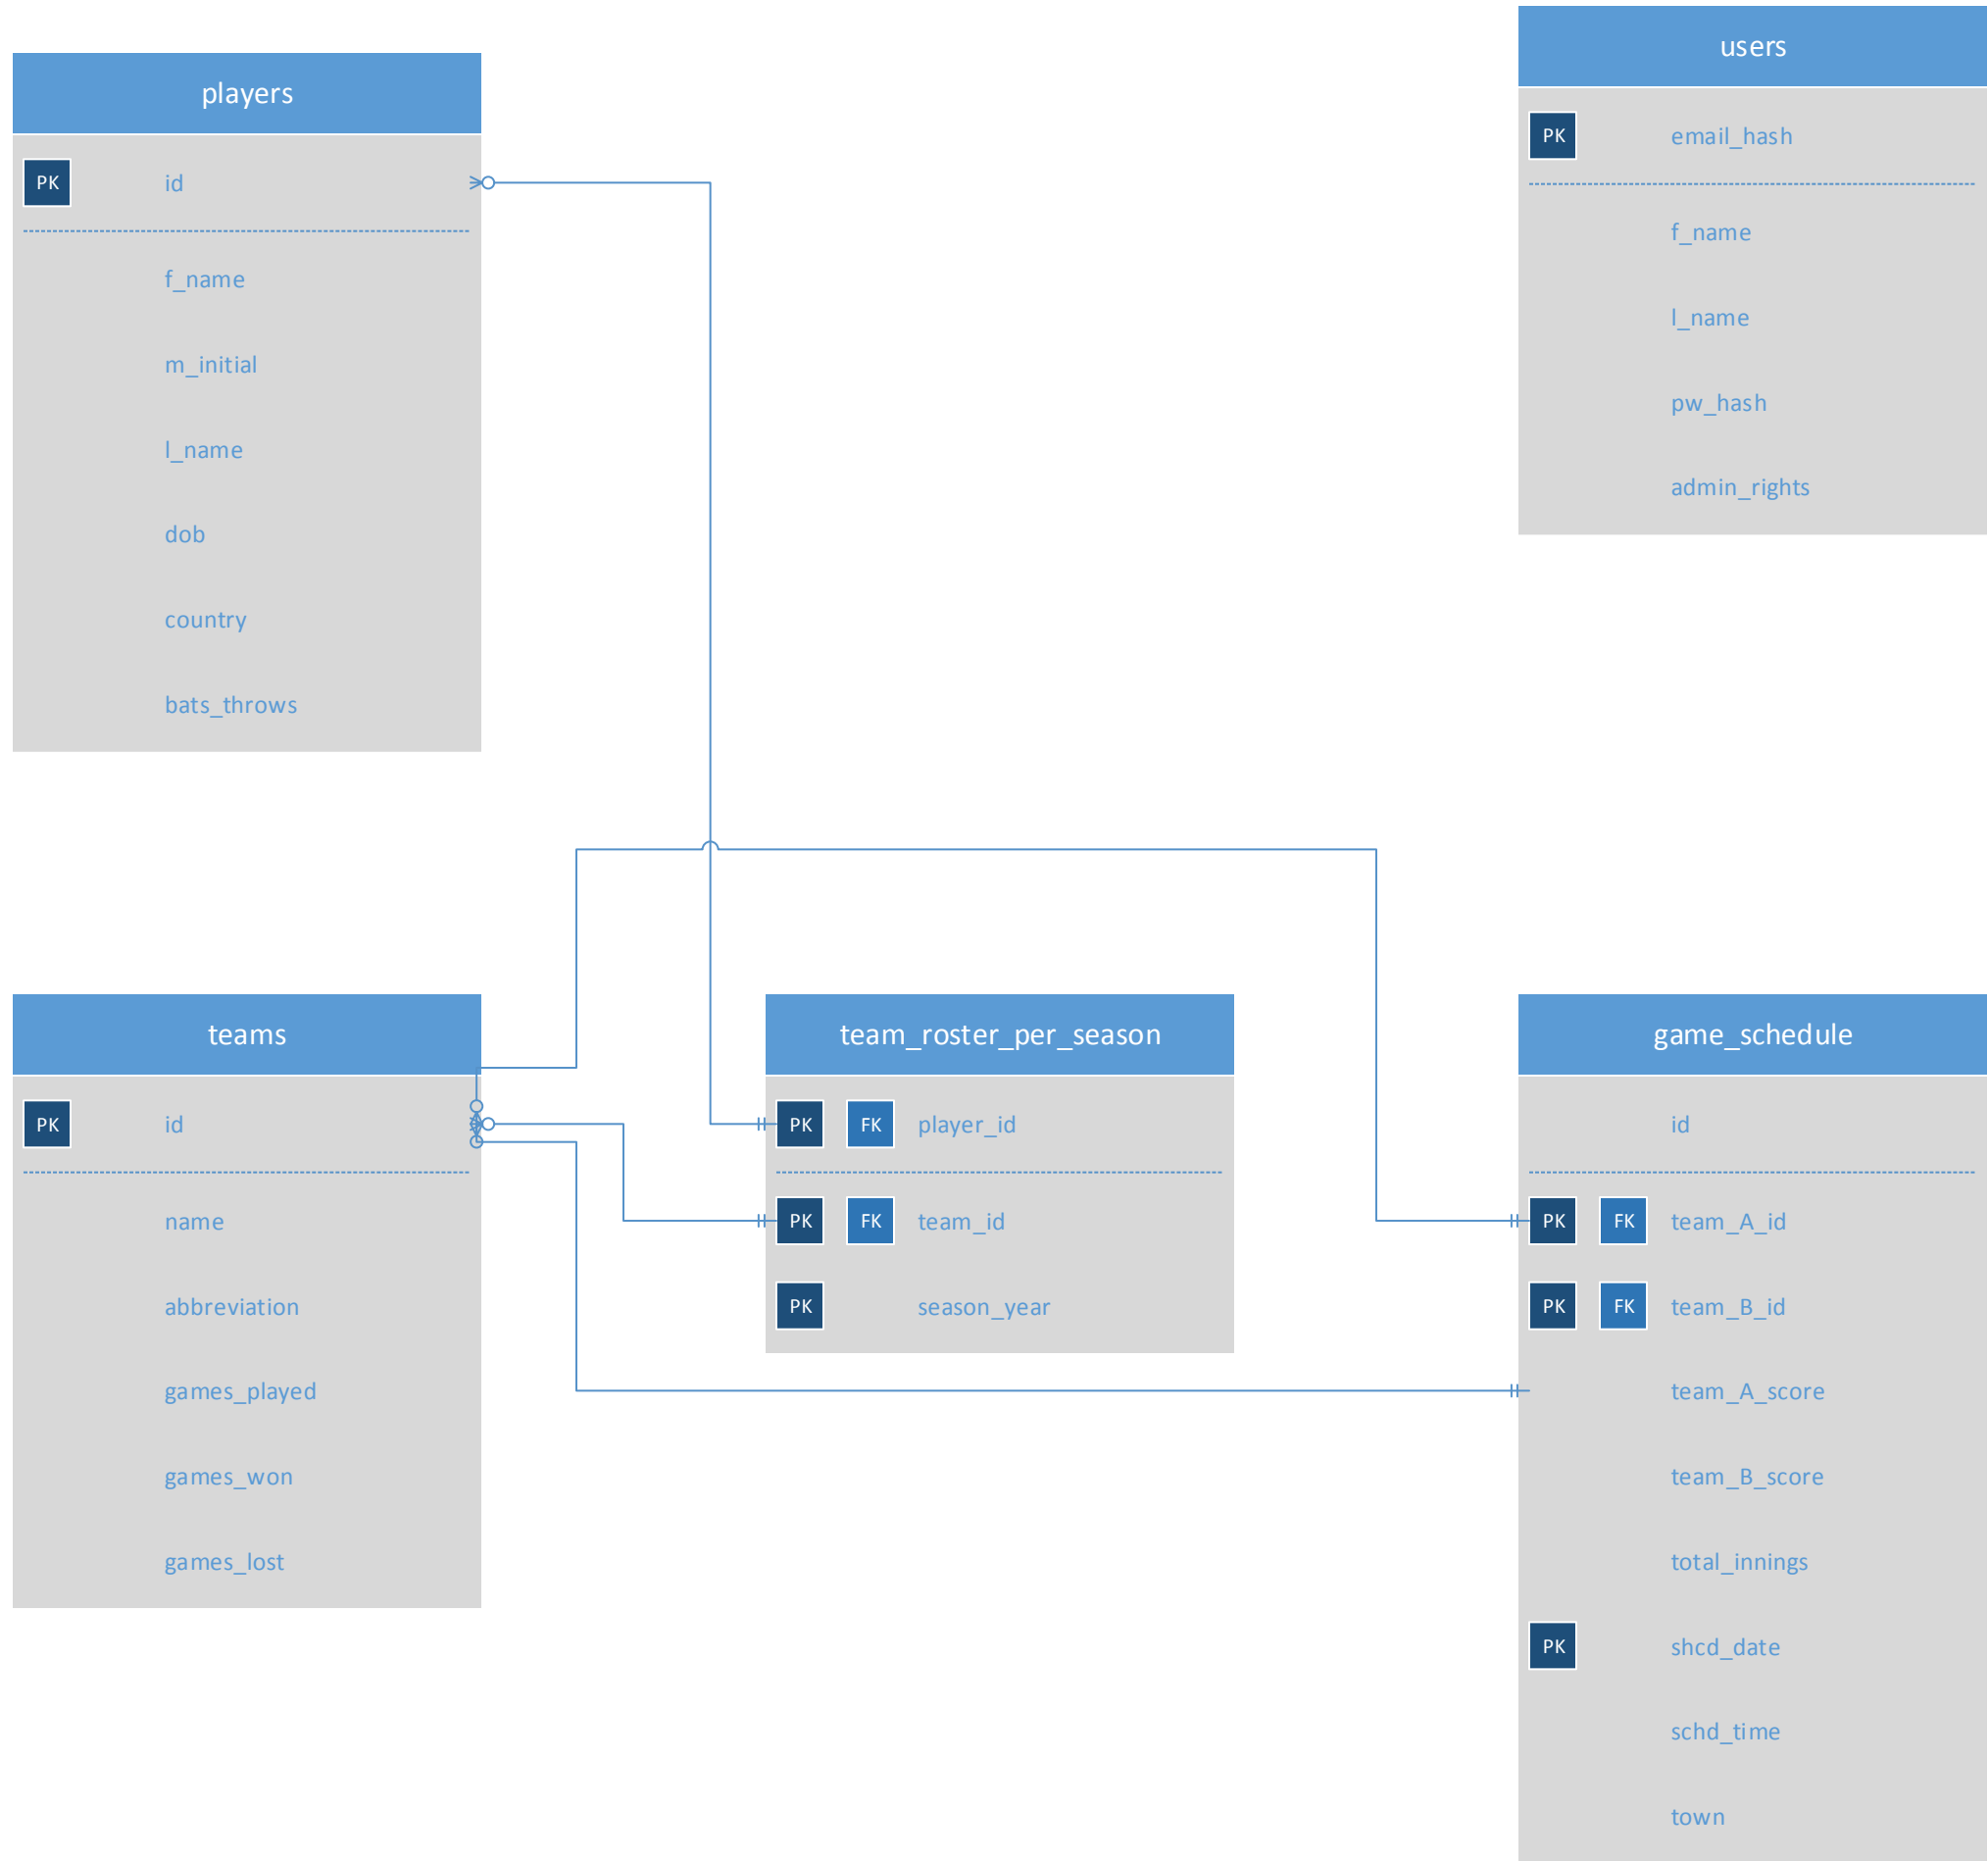 players
PK id
f_name
m_initial
l_name
dob
country
bats_throws
users
PK email_hash
f_name
l_name
pw_hash
admin_rights
teams
PK id
name
abbreviation
games_played
games_won
games_lost
team_roster_per_season
PK FK player_id
PK FK team_id
PK season_year
game_schedule
id
PK FK team_A_id
PK FK team_B_id
team_A_score
team_B_score
total_innings
PK shcd_date
schd_time
town